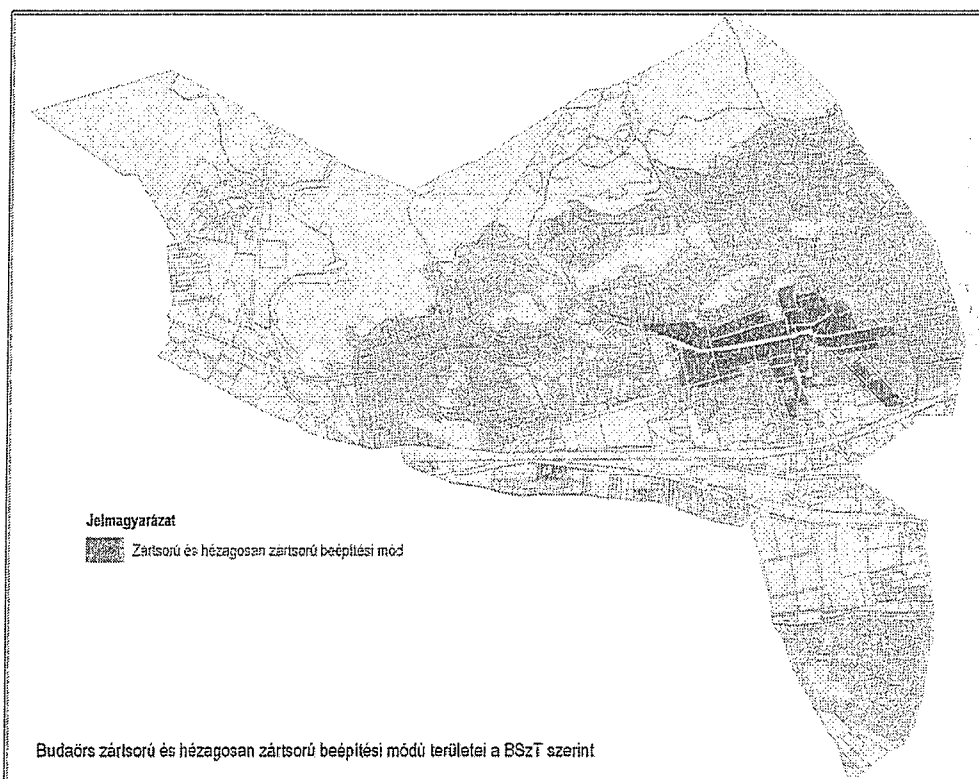 Jelmagyarázat
Zártsorú és hézagosan zártsorú beépítési mód
Budaörs zártsorú és hézagosan zártsorú beépítési módú területei a BSzT szerint